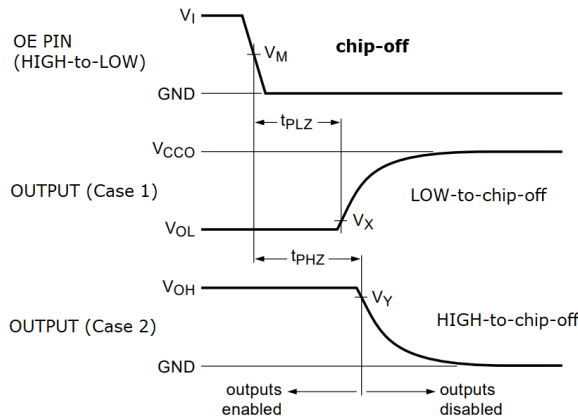 V_I
OE PIN
(HIGH-to-LOW)
V_M
chip-off
GND
t_PLZ
V_CCO
OUTPUT (Case 1)
LOW-to-chip-off
V_X
V_OL
t_PHZ
V_OH
V_Y
OUTPUT (Case 2)
HIGH-to-chip-off
GND
outputs
enabled
outputs
disabled